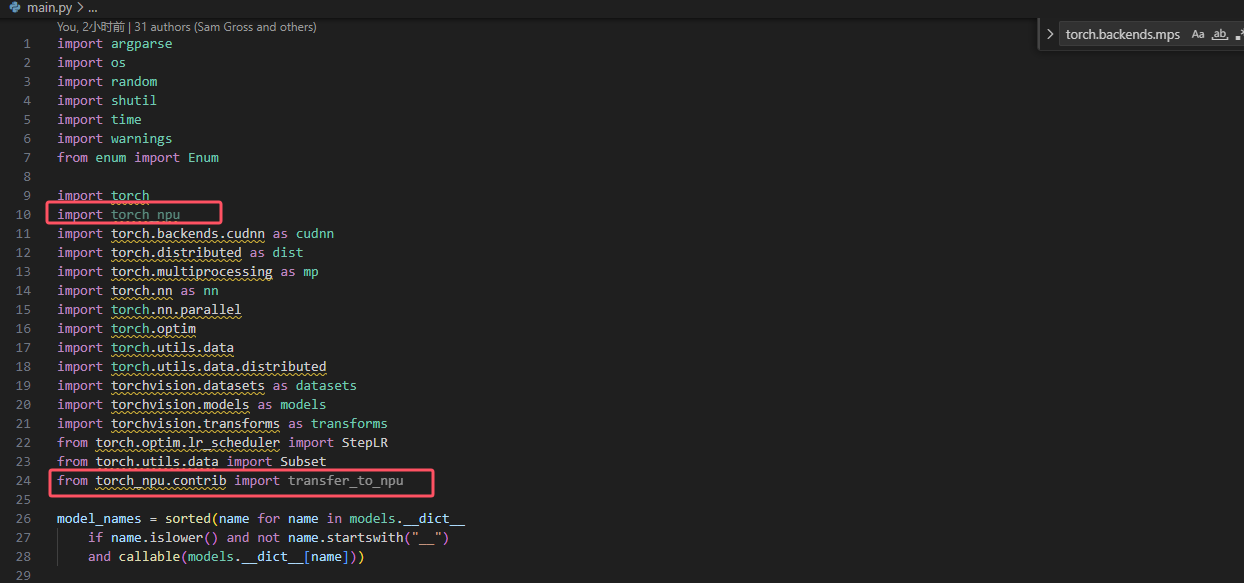 main.py > ...
You, 2小时前 | 31 authors (Sam Gross and others)
torch.backends.mps Aa ab
1 import argparse
2 import os
3 import random
4 import shutil
5 import time
6 import warnings
7 from enum import Enum
8
9 import torch
10 import torch_npu
11 import torch.backends.cudnn as cudnn
12 import torch.distributed as dist
13 import torch.multiprocessing as mp
14 import torch.nn as nn
15 import torch.nn.parallel
16 import torch.optim
17 import torch.utils.data
18 import torch.utils.data.distributed
19 import torchvision.datasets as datasets
20 import torchvision.models as models
21 import torchvision.transforms as transforms
22 from torch.optim.lr_scheduler import StepLR
23 from torch.utils.data import Subset
24 from torch_npu.contrib import transfer_to_npu
25
26 model_names = sorted(name for name in models.__dict__
27 if name.islower() and not name.startswith("__")
28 and callable(models.__dict__[name]))
29